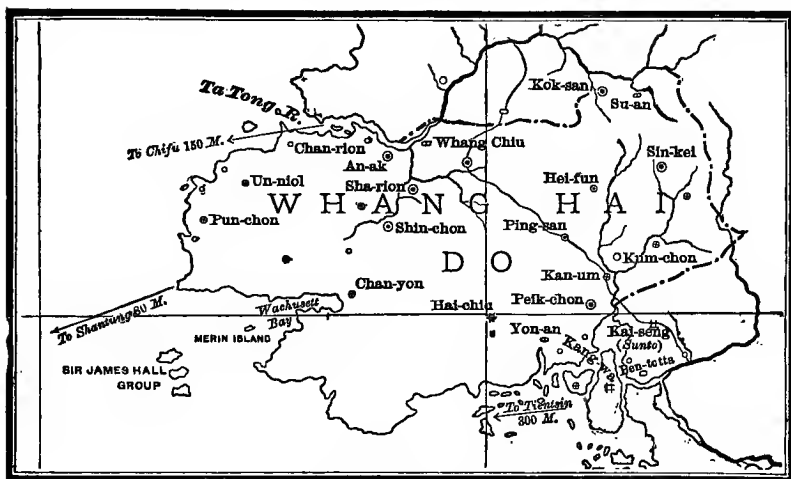 Kok-san
Su-an
Ta Tong R.
To Chifu 150 M.
Chan-rion
Whang Chiu
An-ak
Sin-kei
Un-niol
Sha-rion
Hei-fun
WHANG HAI
Pun-chon
Shin-chon
Ping-san
DO
Kum-chon
Kan-um
Chan-yon
To Shantung 80 M.
Wachusett
Bay
Hai-chiu
Peik-chon
MERIN ISLAND
Yon-an
Kai-seng
(Sunto)
Kang-wa
SIR JAMES HALL
GROUP
To Tientsin
300 M.